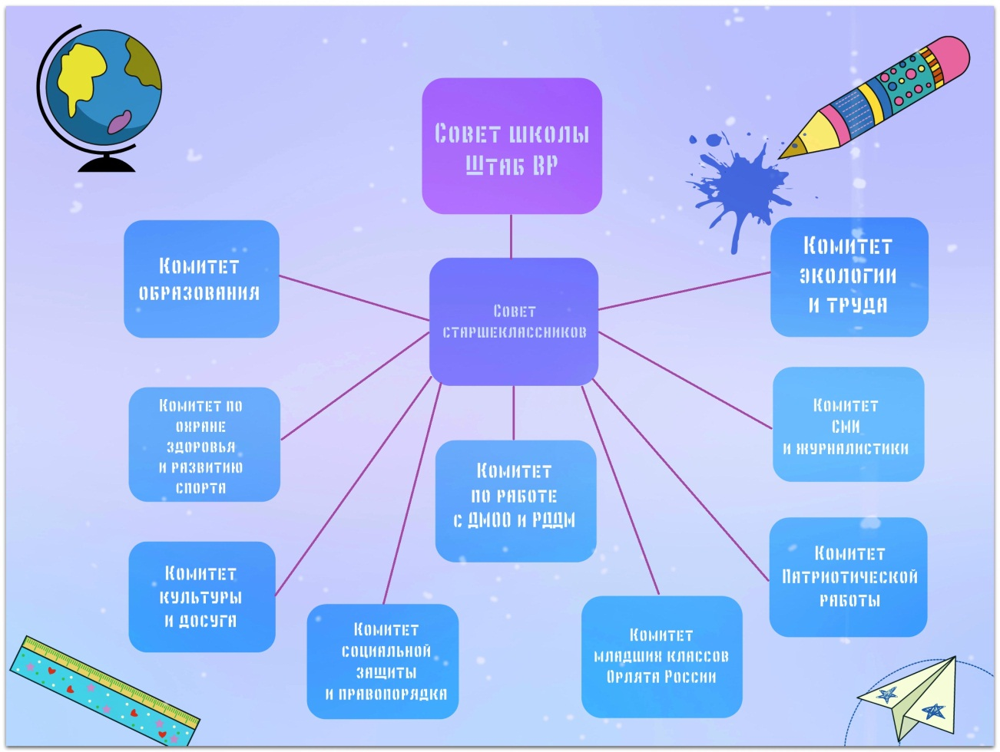 Совет школы
Штаб ВР
Комитет
образования
Комитет
экологии
и труда
Совет
старшеклассников
Комитет по
охране
здоровья
и развитию
спорта
Комитет
СМИ
и журналистики
Комитет
по работе
с ДМОО и РДДМ
Комитет
культуры
и досуга
Комитет
Патриотической
работы
Комитет
социальной
защиты
и правопорядка
Комитет
младших классов
Орлята России